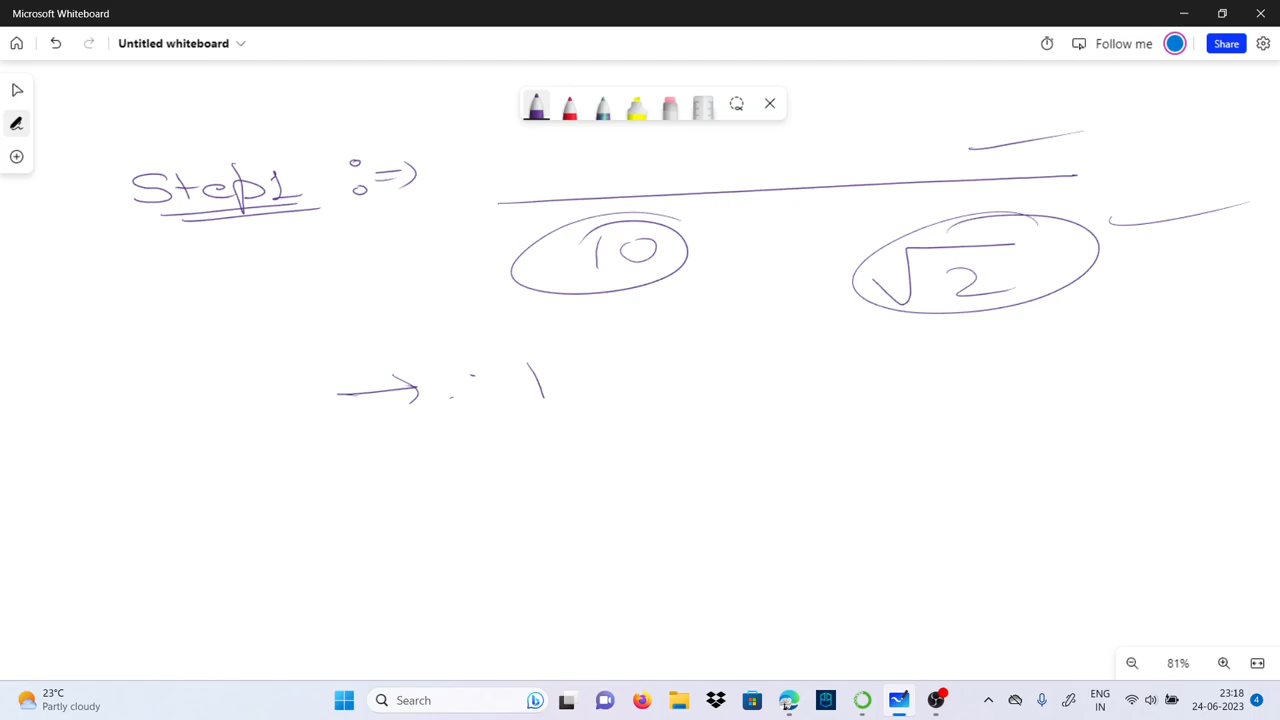 Microsoft Whiteboard
Untitled whiteboard
Follow me
Share
Step1 :⇒
10 √2
→ ∴ \
81%
23°C
Partly cloudy
Search
ENG
IN
23:18
24-06-2023
4